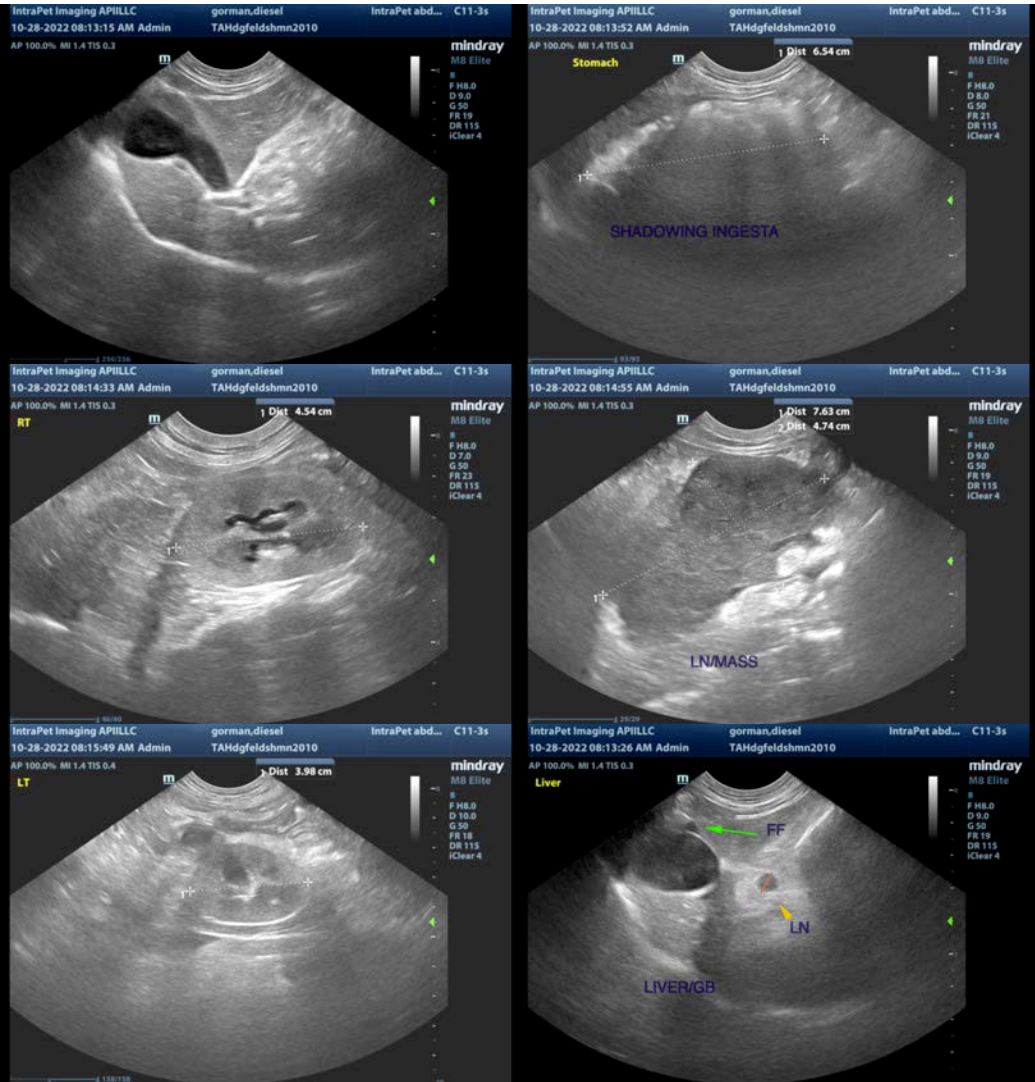 IntraPet Imaging APIILLC gorman,diesel IntraPet abd... C11-3s
10-28-2022 08:13:15 AM Admin TAHdgfeldshmn2010
AP 100.0% MI 1.4 TIS 0.3
mindray
M8 Elite
B
F H8.0
D 9.0
G 50
FR 19
DR 115
iClear 4
m
256/256
IntraPet Imaging APIILLC gorman,diesel IntraPet abd... C11-3s
10-28-2022 08:13:52 AM Admin TAHdgfeldshmn2010
AP 100.0% MI 1.4 TIS 0.3
1 Dist 6.54 cm
mindray
M8 Elite
Stomach
m
B
F H8.0
D 8.0
G 50
FR 21
DR 115
iClear 4
1
SHADOWING INGESTA
93/93
IntraPet Imaging APIILLC gorman,diesel IntraPet abd... C11-3s
10-28-2022 08:14:33 AM Admin TAHdgfeldshmn2010
AP 100.0% MI 1.4 TIS 0.3
1 Dist 4.54 cm
mindray
M8 Elite
RT
m
B
F H8.0
D 7.0
G 50
FR 23
DR 115
iClear 4
1
40/40
IntraPet Imaging APIILLC gorman,diesel IntraPet abd... C11-3s
10-28-2022 08:14:55 AM Admin TAHdgfeldshmn2010
AP 100.0% MI 1.4 TIS 0.3
1 Dist 7.63 cm
2 Dist 4.74 cm
mindray
M8 Elite
m
B
F H8.0
D 9.0
G 50
FR 19
DR 115
iClear 4
1
LN/MASS
29/29
IntraPet Imaging APIILLC gorman,diesel IntraPet abd... C11-3s
10-28-2022 08:15:49 AM Admin TAHdgfeldshmn2010
AP 100.0% MI 1.4 TIS 0.4
1 Dist 3.98 cm
mindray
M8 Elite
LT
m
B
F H8.0
D 10.0
G 50
FR 18
DR 115
iClear 4
1
158/158
IntraPet Imaging APIILLC gorman,diesel IntraPet abd... C11-3s
10-28-2022 08:13:26 AM Admin TAHdgfeldshmn2010
AP 100.0% MI 1.4 TIS 0.3
mindray
M8 Elite
Liver
m
B
F H8.0
D 9.0
G 50
FR 19
DR 115
iClear 4
FF
LN
LIVER/GB